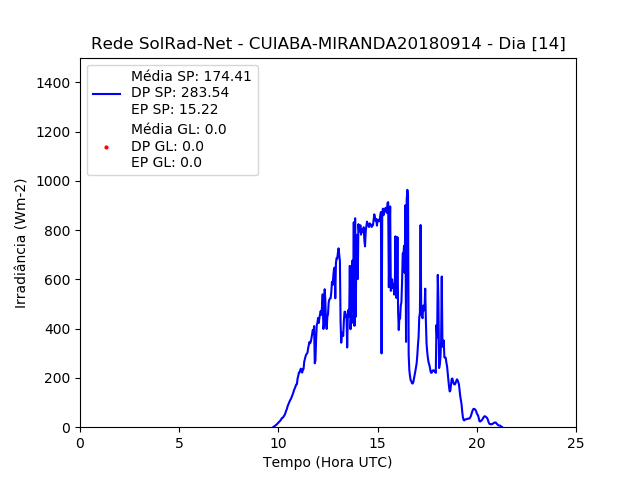 Rede SolRad-Net - CUIABA-MIRANDA20180914 - Dia [14]
Média SP: 174.41
DP SP: 283.54
EP SP: 15.22
Média GL: 0.0
DP GL: 0.0
EP GL: 0.0
Irradiância (Wm-2)
1400
1200
1000
800
600
400
200
0
0 5 10 15 20 25
Tempo (Hora UTC)